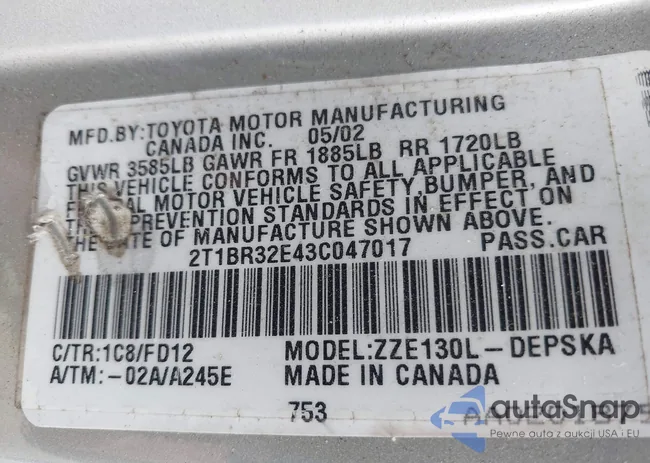 MFD.BY:TOYOTA MOTOR MANUFACTURING
CANADA INC. 05/02
GVWR 3585LB GAWR FR 1885LB RR 1720LB
THIS VEHICLE CONFORMS TO ALL APPLICABLE
MOTOR VEHICLE SAFETY,BUMPER, AND
PREVENTION STANDARDS IN EFFECT ON
THE DATE OF MANUFACTURE SHOWN ABOVE.
2T1BR32E43C047017 PASS.CAR
C/TR:1C8/FD12 MODEL:ZZE130L-DEPSKA
A/TM:-02A/A245E MADE IN CANADA
753
autoSnap
Pewne auta z aukcji USA i EU